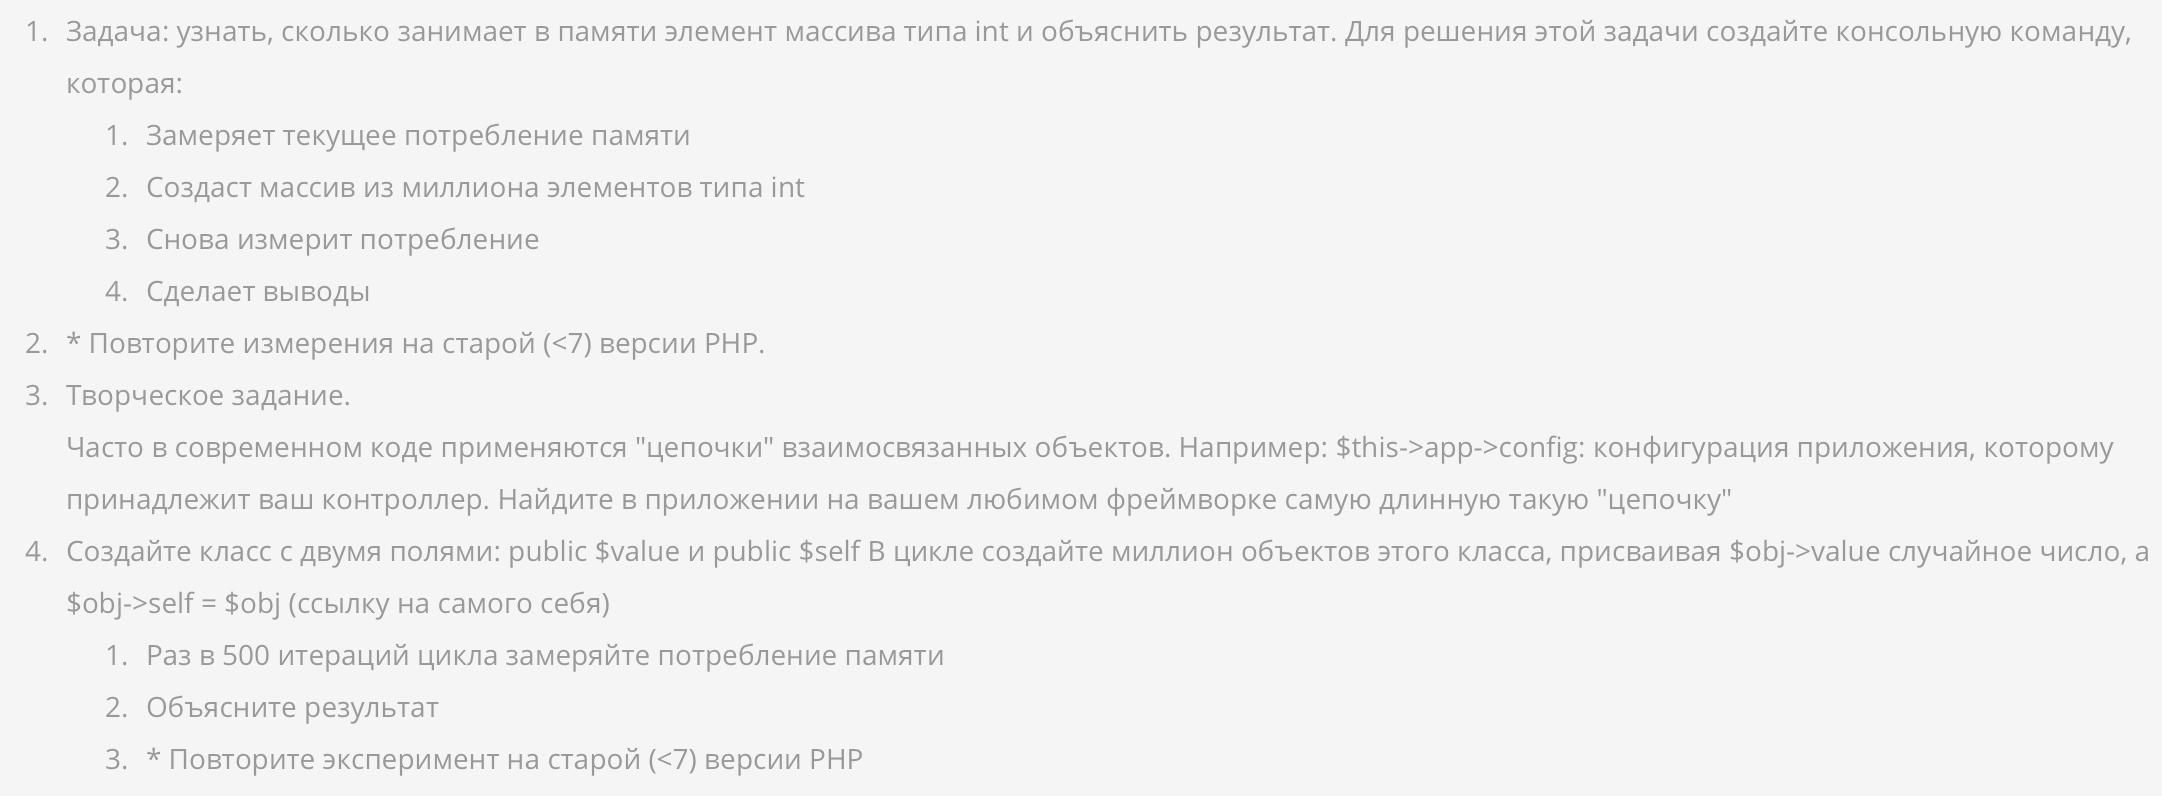 1. Задача: узнать, сколько занимает в памяти элемент массива типа int и объяснить результат. Для решения этой задачи создайте консольную команду,
которая:
1. Замеряет текущее потребление памяти
2. Создаст массив из миллиона элементов типа int
3. Снова измерит потребление
4. Сделает выводы
2. * Повторите измерения на старой (<7) версии PHP.
3. Творческое задание.
Часто в современном коде применяются "цепочки" взаимосвязанных объектов. Например: $this->app->config: конфигурация приложения, которому
принадлежит ваш контроллер. Найдите в приложении на вашем любимом фреймворке самую длинную такую "цепочку"
4. Создайте класс с двумя полями: public $value и public $self В цикле создайте миллион объектов этого класса, присваивая $obj->value случайное число, а
$obj->self = $obj (ссылку на самого себя)
1. Раз в 500 итераций цикла замеряйте потребление памяти
2. Объясните результат
3. * Повторите эксперимент на старой (<7) версии PHP